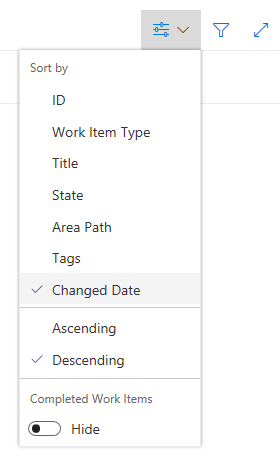 Sort by
ID
Work Item Type
Title
State
Area Path
Tags
Changed Date
Ascending
Descending
Completed Work Items
Hide